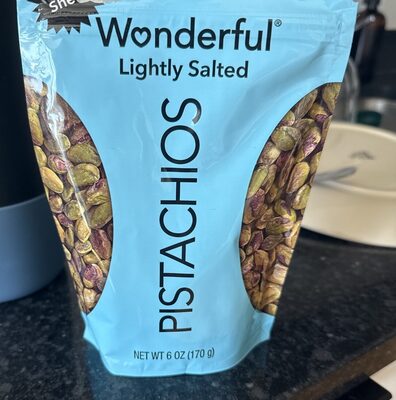 Wonderful®
Lightly Salted
PISTACHIOS
NET WT 6 OZ (170 g)